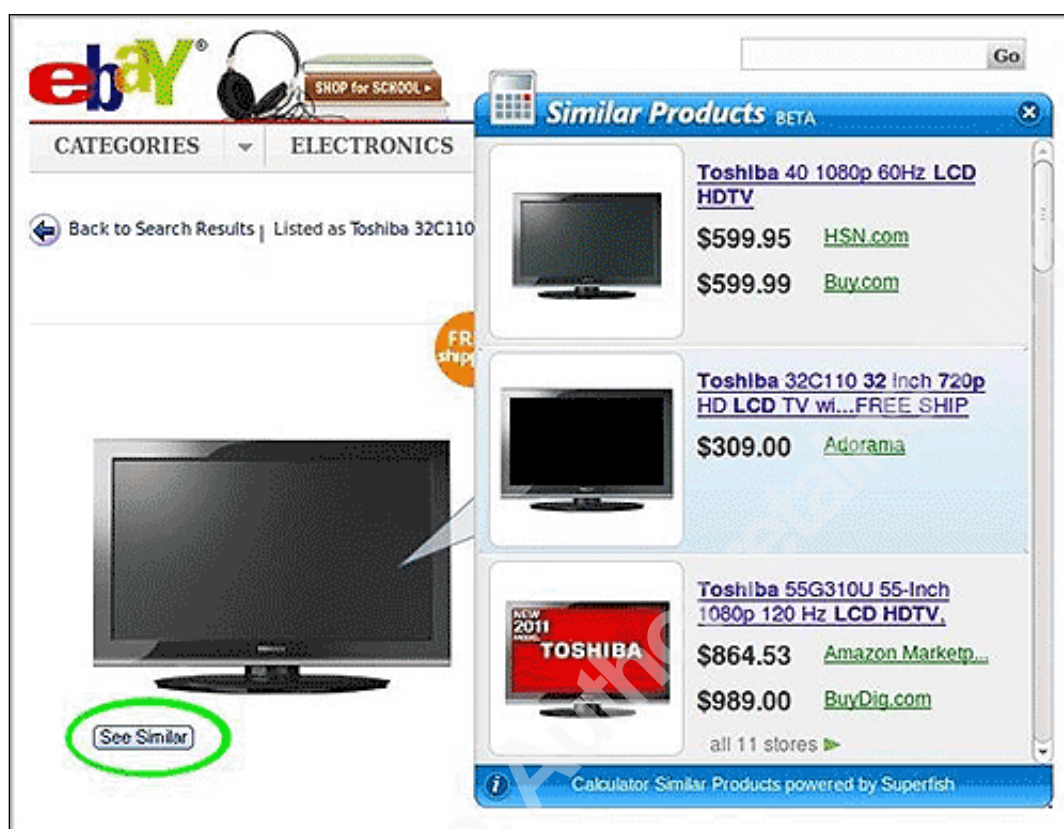 ebaY®
SHOP for SCHOOL
Go
Similar Products BETA
CATEGORIES
ELECTRONICS
Back to Search Results | Listed as Toshiba 32C110
Toshiba 40 1080p 60Hz LCD
HDTV
$599.95 HSN.com
$599.99 Buy.com
Toshiba 32C110 32 Inch 720p
HD LCD TV wi...FREE SHIP
$309.00 Adorama
NEW
2011
MODEL
TOSHIBA
Toshiba 55G310U 55-Inch
1080p 120 Hz LCD HDTV,
$864.53 Amazon Marketp...
$989.00 BuyDig.com
all 11 stores
See Similar
Calculator Similar Products powered by Superfish